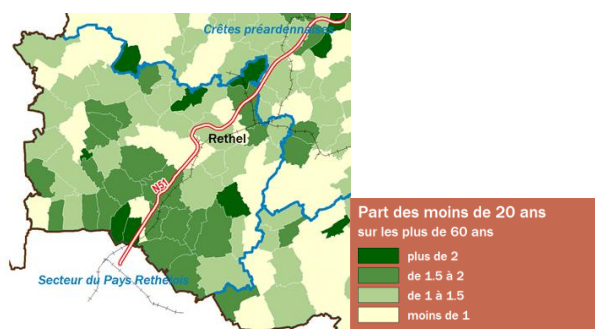 Crêtes préardennaises
Rethel
N51
Secteur du Pays Rethélois
Part des moins de 20 ans
sur les plus de 60 ans
plus de 2
de 1.5 à 2
de 1 à 1.5
moins de 1